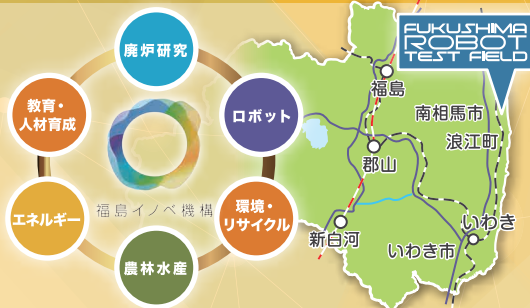 廃炉研究
教育・
人材育成
ロボット
福島イノベ機構
エネルギー
環境・
リサイクル
農林水産
FUKUSHIMA
ROBOT
TEST FIELD
福島
南相馬市
浪江町
郡山
新白河
いわき
いわき市